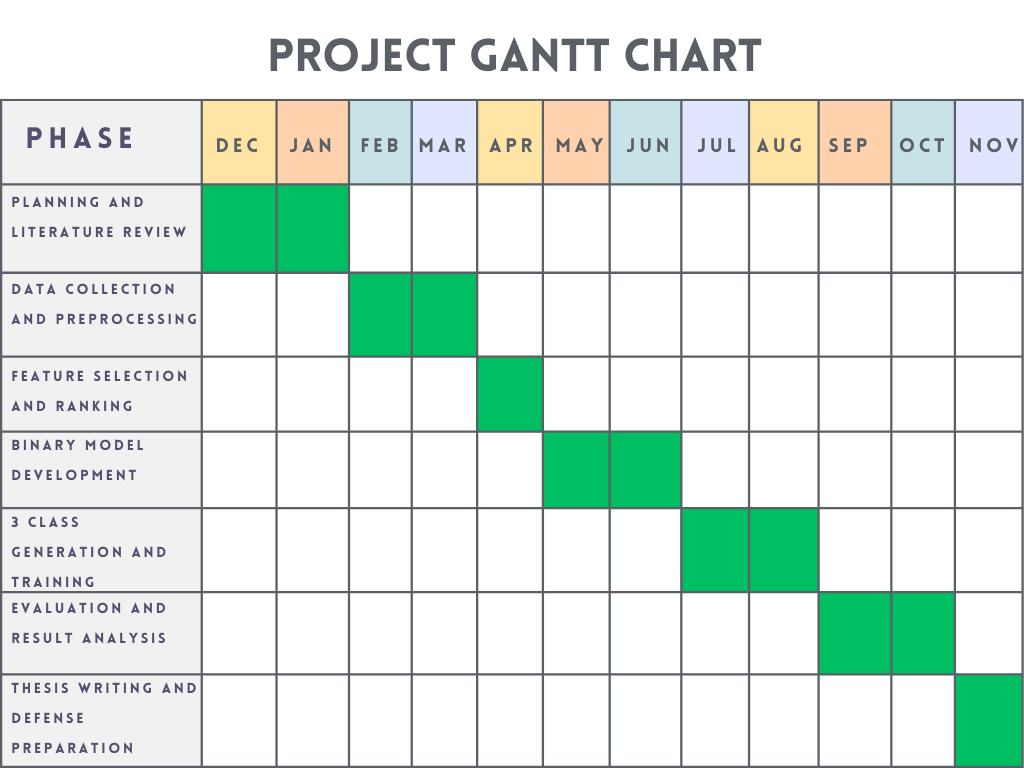 PROJECT GANTT CHART
PHASE DEC JAN FEB MAR APR MAY JUN JUL AUG SEP OCT NOV
PLANNING AND
LITERATURE REVIEW
DATA COLLECTION
AND PREPROCESSING
FEATURE SELECTION
AND RANKING
BINARY MODEL
DEVELOPMENT
3 CLASS
GENERATION AND
TRAINING
EVALUATION AND
RESULT ANALYSIS
THESIS WRITING AND
DEFENSE
PREPARATION